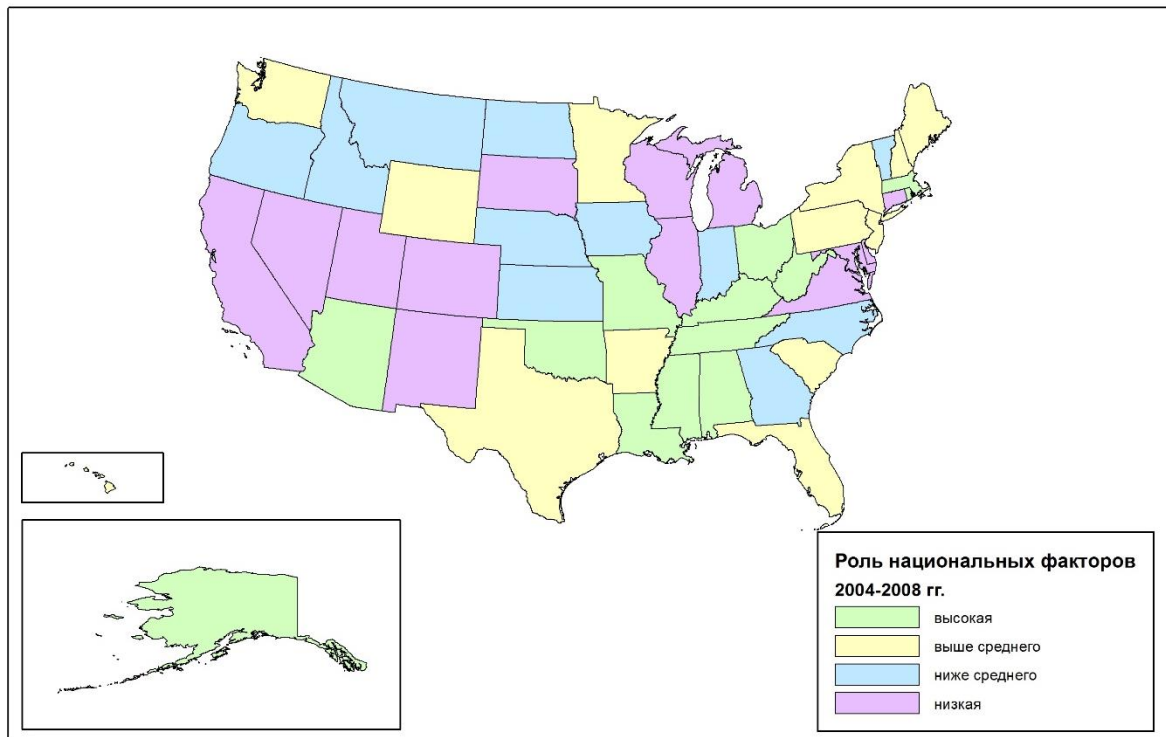 Роль национальных факторов
2004-2008 гг.
высокая
выше среднего
ниже среднего
низкая